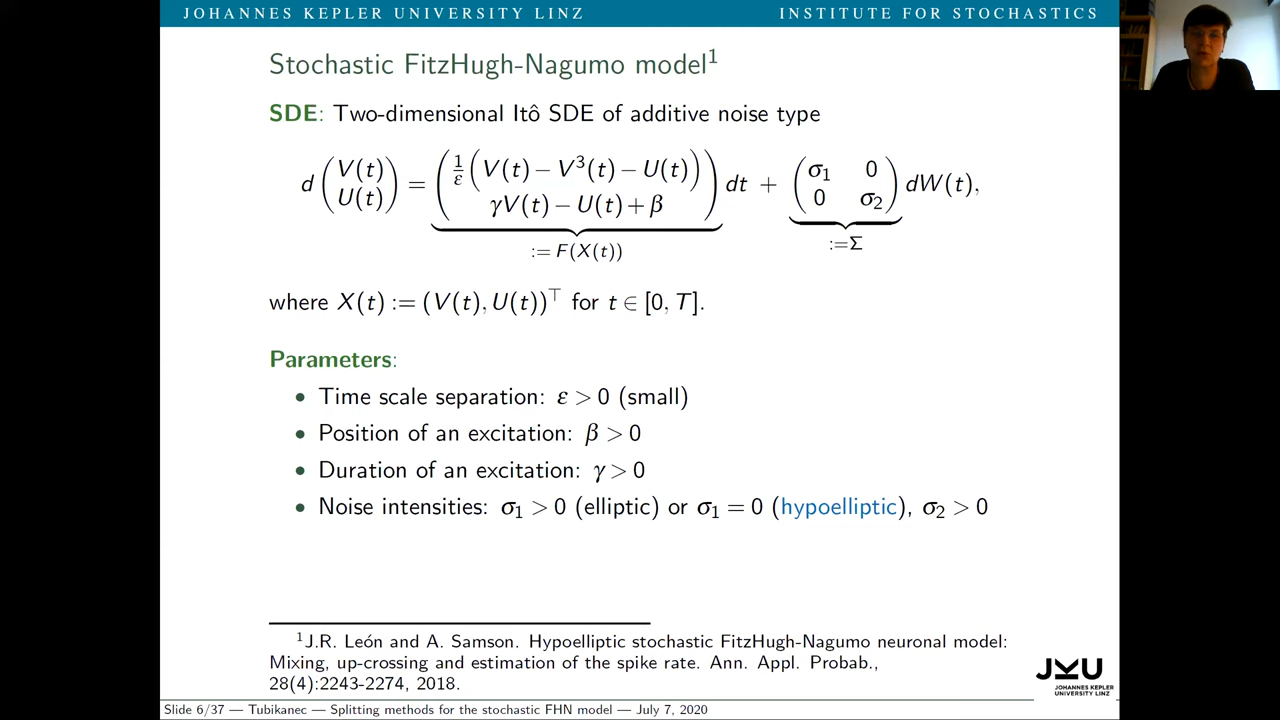 JOHANNES KEPLER UNIVERSITY LINZ INSTITUTE FOR STOCHASTICS
Stochastic FitzHugh-Nagumo model¹
SDE: Two-dimensional Itô SDE of additive noise type
d (V(t) U(t)) = (1/ε (V(t) − V³(t) − U(t)) γV(t) − U(t) + β) dt + (σ₁ 0 0 σ₂) dW(t),
:= F(X(t)) :=Σ
where X(t) := (V(t), U(t))^⊤ for t ∈ [0, T].
Parameters:
• Time scale separation: ε > 0 (small)
• Position of an excitation: β > 0
• Duration of an excitation: γ > 0
• Noise intensities: σ₁ > 0 (elliptic) or σ₁ = 0 (hypoelliptic), σ₂ > 0
¹J.R. León and A. Samson. Hypoelliptic stochastic FitzHugh-Nagumo neuronal model:
Mixing, up-crossing and estimation of the spike rate. Ann. Appl. Probab.,
28(4):2243-2274, 2018.
JKU
JOHANNES KEPLER
UNIVERSITY LINZ
Slide 6/37 — Tubikanec — Splitting methods for the stochastic FHN model — July 7, 2020